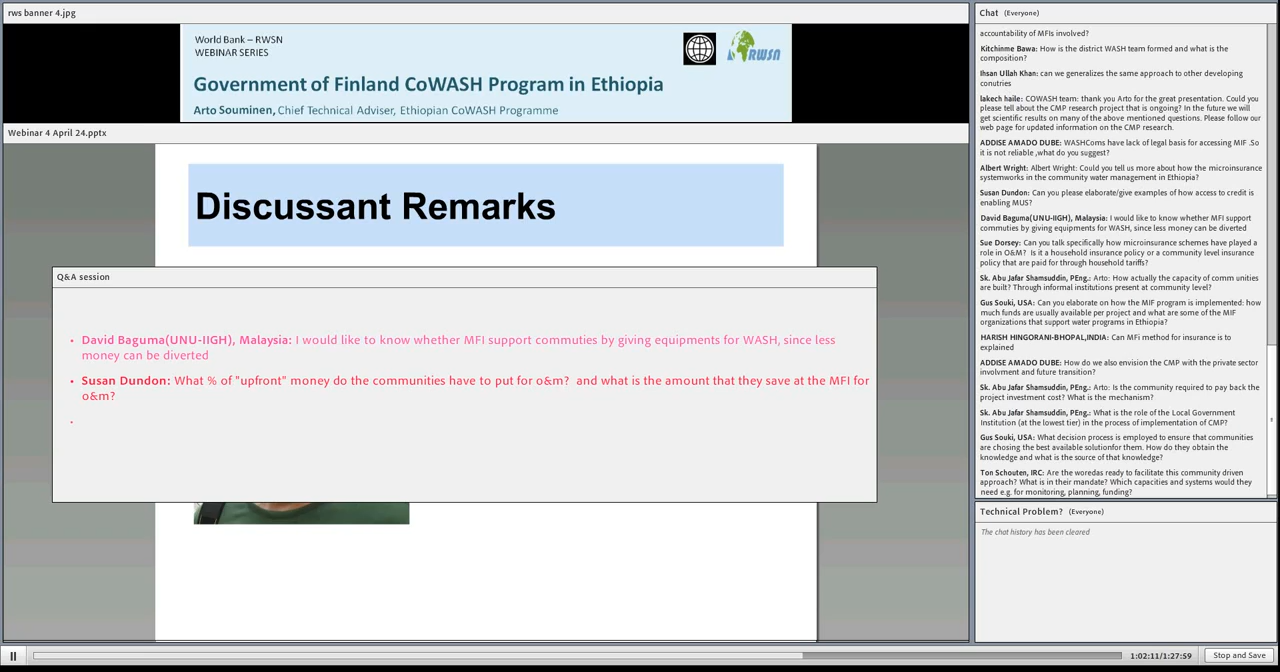 rws banner 4.jpg
World Bank – RWSN
WEBINAR SERIES
RWSN
Government of Finland CoWASH Program in Ethiopia
Arto Souminen, Chief Technical Adviser, Ethiopian CoWASH Programme
Webinar 4 April 24.pptx
Discussant Remarks
Q&A session
• David Baguma(UNU-IIGH), Malaysia: I would like to know whether MFI support commuties by giving equipments for WASH, since less
money can be diverted
• Susan Dundon: What % of "upfront" money do the communities have to put for o&m?  and what is the amount that they save at the MFI for
o&m?
•
Chat (Everyone)
accountability of MFIs involved?
Kitchinme Bawa: How is the district WASH team formed and what is the
composition?
Ihsan Ullah Khan: can we generalizes the same approach to other developing
conutries
lakech haile: COWASH team: thank you Arto for the great presentation. Could you
please tell about the CMP research project that is ongoing? In the future we will
get scientific results on many of the above mentioned questions. Please follow our
web page for updated information on the CMP research.
ADDISE AMADO DUBE: WASHComs have lack of legal basis for accessing MIF .So
it is not reliable ,what do you suggest?
Albert Wright: Albert Wright: Could you tell us more about how the microinsurance
systemworks in the community water management in Ethiopia?
Susan Dundon: Can you please elaborate/give examples of how access to credit is
enabling MUS?
David Baguma(UNU-IIGH), Malaysia: I would like to know whether MFI support
commuties by giving equipments for WASH, since less money can be diverted
Sue Dorsey: Can you talk specifically how microinsurance schemes have played a
role in O&M?  Is it a household insurance policy or a community level insurance
policy that are paid for through household tariffs?
Sk. Abu Jafar Shamsuddin, PEng.: Arto: How actually the capacity of comm unities
are built? Through informal institutions present at community level?
Gus Souki, USA: Can you elaborate on how the MIF program is implemented: how
much funds are usually available per project and what are some of the MIF
organizations that support water programs in Ethiopia?
HARISH HINGORANI-BHOPAL,INDIA: Can MFi method for insurance is to
explained
ADDISE AMADO DUBE: How do we also envision the CMP with the private sector
involvment and future transition?
Sk. Abu Jafar Shamsuddin, PEng.: Arto: Is the community required to pay back the
project investment cost? What is the mechanism?
Sk. Abu Jafar Shamsuddin, PEng.: What is the role of the Local Government
Institution (at the lowest tier) in the process of implementation of CMP?
Gus Souki, USA: What decision process is employed to ensure that communities
are chosing the best available solutionfor them. How do they obtain the
knowledge and what is the source of that knowledge?
Ton Schouten, IRC: Are the woredas ready to facilitate this community driven
approach? What is in their mandate? Which capacities and systems would they
need e.g. for monitoring, planning, funding?
Technical Problem? (Everyone)
The chat history has been cleared
1:02:11/1:27:59
Stop and Save